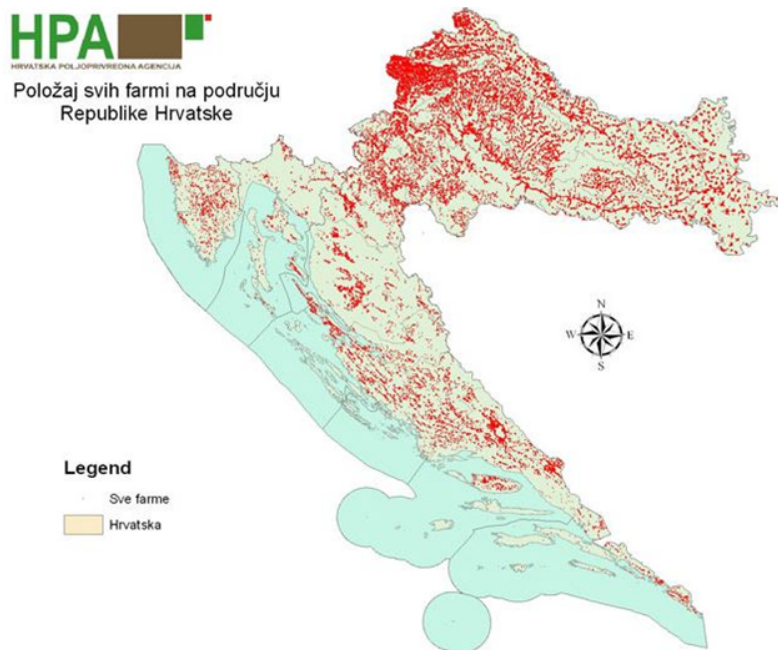 HPA
HRVATSKA POLJOPRIVREDNA AGENCIJA
Položaj svih farmi na području
Republike Hrvatske
N
W E
S
Legend
Sve farme
Hrvatska